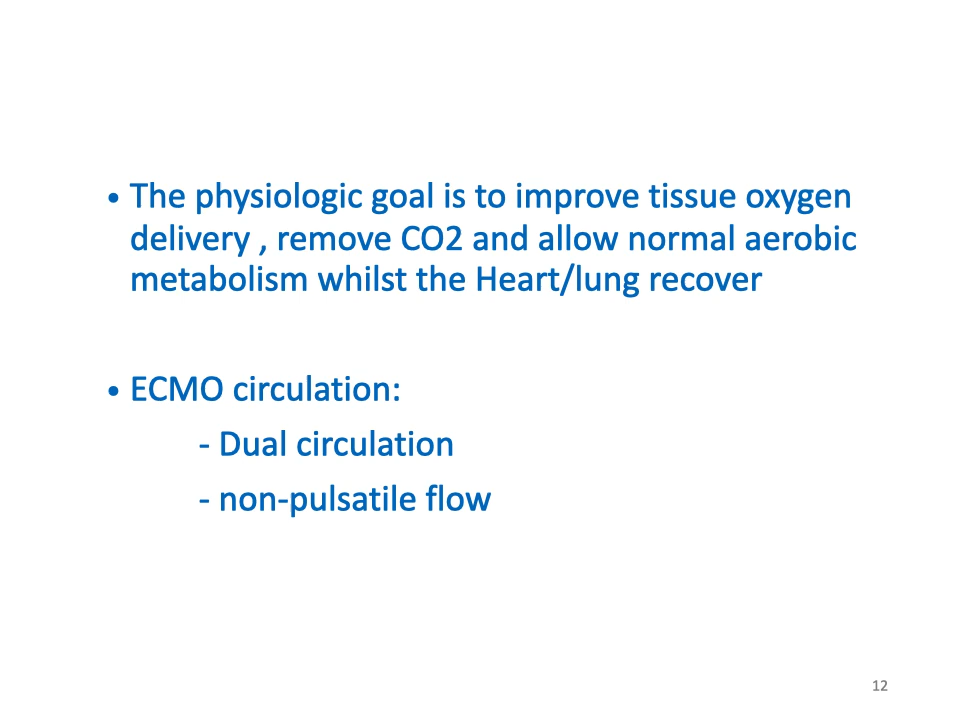 • The physiologic goal is to improve tissue oxygen
delivery , remove CO2 and allow normal aerobic
metabolism whilst the Heart/lung recover
• ECMO circulation:
- Dual circulation
- non-pulsatile flow
12